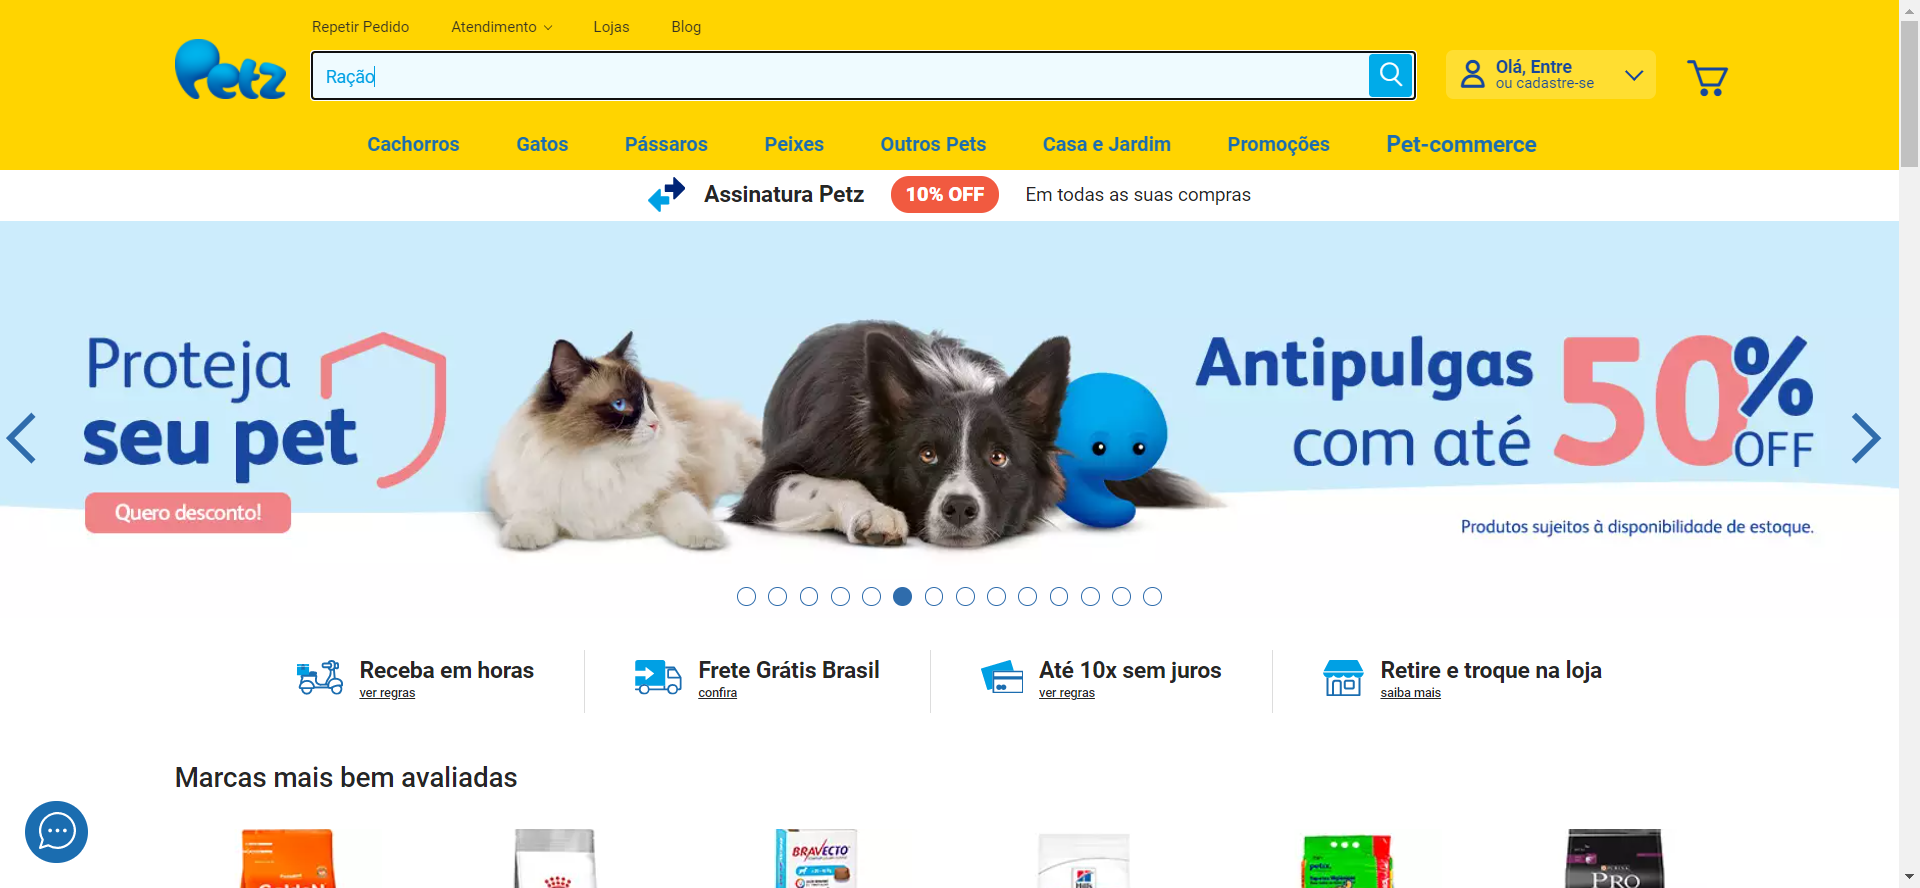 Repetir Pedido
Atendimento
Lojas
Blog
Petz
Ração
Olá, Entre
ou cadastre-se
Cachorros
Gatos
Pássaros
Peixes
Outros Pets
Casa e Jardim
Promoções
Pet-commerce
Assinatura Petz
10% OFF
Em todas as suas compras
Proteja
seu pet
Quero desconto!
Antipulgas
com até
50%
OFF
Produtos sujeitos à disponibilidade de estoque.
Receba em horas
ver regras
Frete Grátis Brasil
confira
Até 10x sem juros
ver regras
Retire e troque na loja
saiba mais
Marcas mais bem avaliadas
BRAVECTO
petix
Hill's
PURINA
PRO